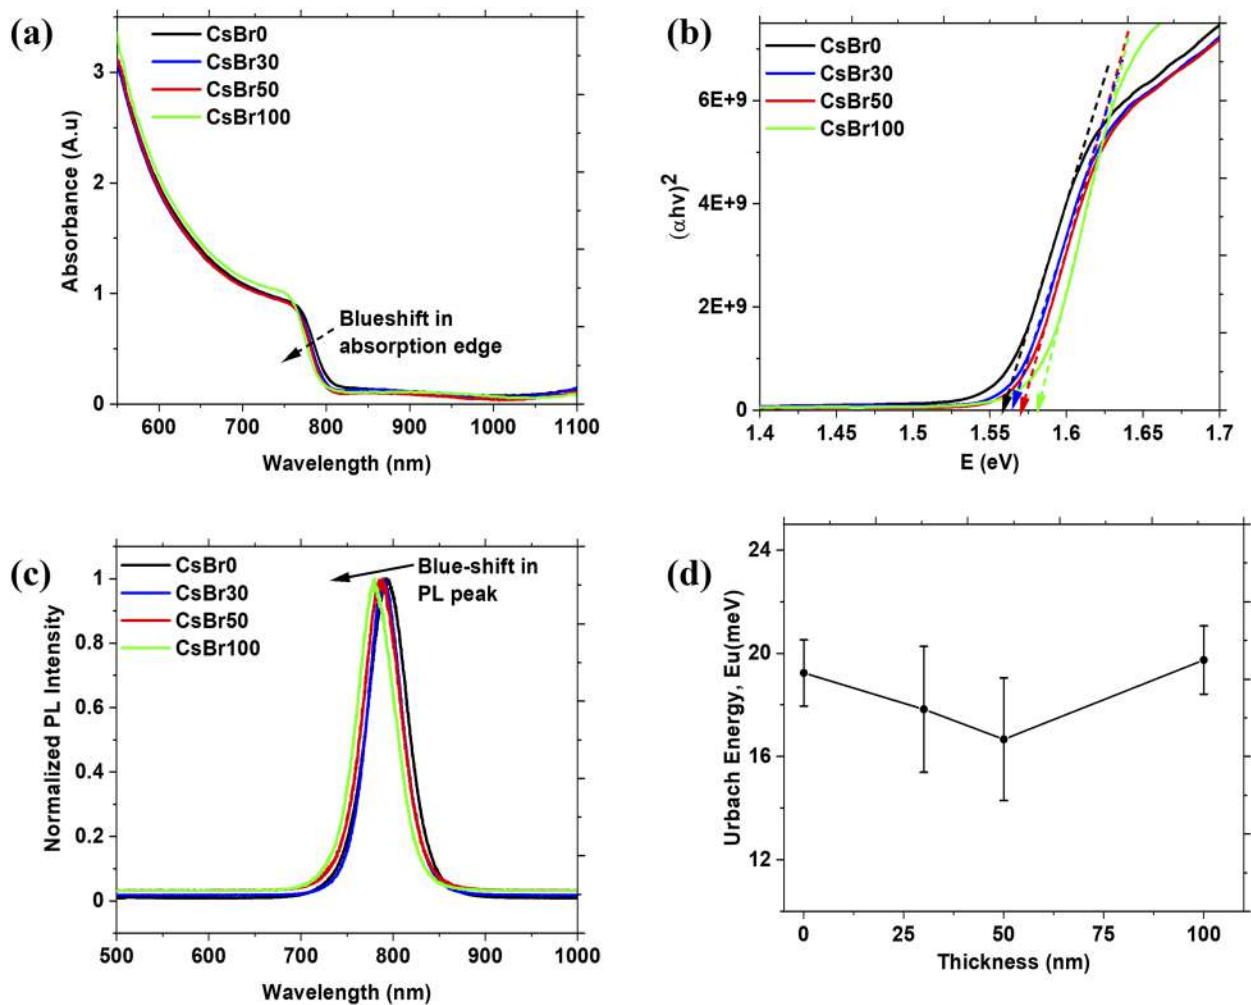 (a)
CsBr0
CsBr30
CsBr50
CsBr100
3
2
1
0
Absorbance (A.u)
Blueshift in
absorption edge
600 700 800 900 1000 1100
Wavelength (nm)
(b)
CsBr0
CsBr30
CsBr50
CsBr100
6E+9
4E+9
2E+9
0
(αhv)²
1.4 1.45 1.5 1.55 1.6 1.65 1.7
E (eV)
(c)
CsBr0
CsBr30
CsBr50
CsBr100
Blue-shift in
PL peak
1
0.8
0.6
0.4
0.2
0
Normalized PL Intensity
500 600 700 800 900 1000
Wavelength (nm)
(d)
24
20
16
12
Urbach Energy, Eu(meV)
0 25 50 75 100
Thickness (nm)